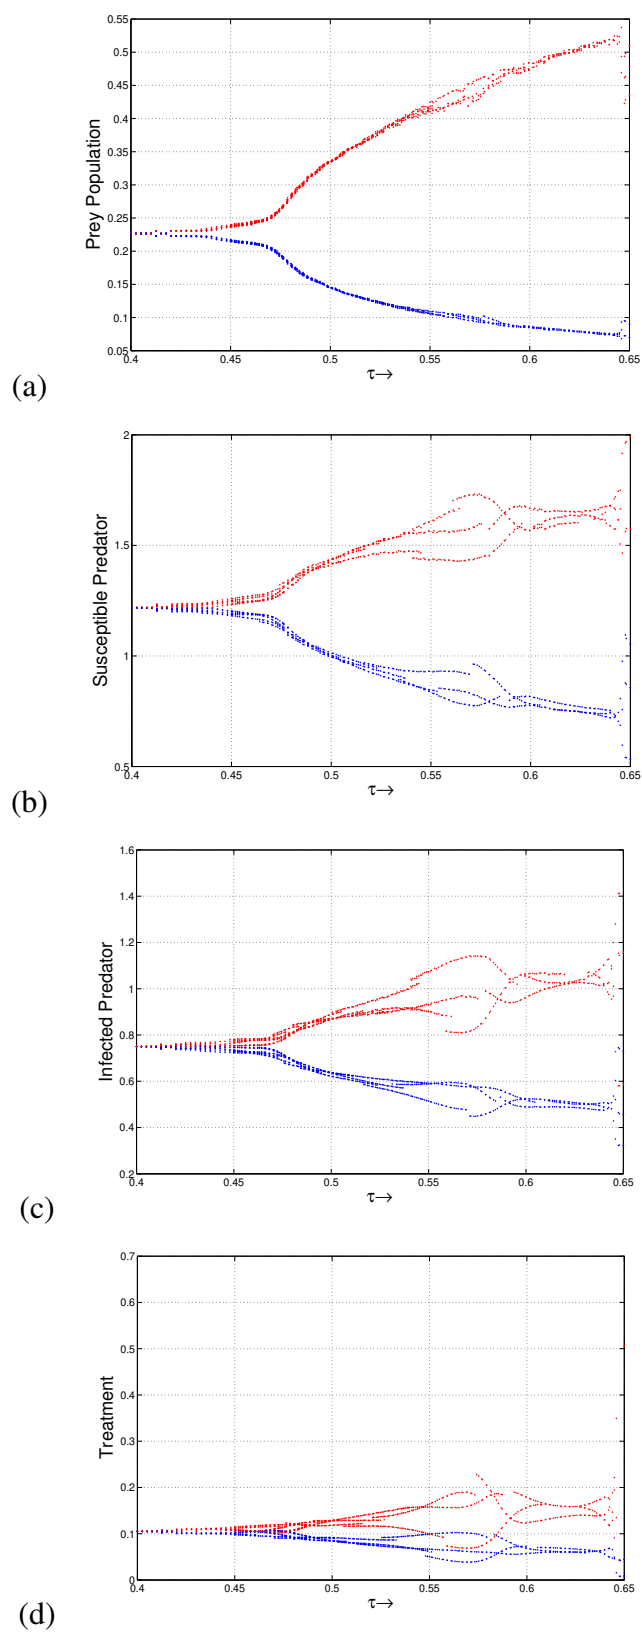 0.55
0.5
0.45
0.4
0.35
0.3
0.25
0.2
0.15
0.1
0.05
Prey Population
0.4 0.45 0.5 0.55 0.6 0.65
τ→
(a)
2
1.5
1
0.5
Susceptible Predator
0.4 0.45 0.5 0.55 0.6 0.65
τ→
(b)
1.6
1.4
1.2
1
0.8
0.6
0.4
0.2
Infected Predator
0.4 0.45 0.5 0.55 0.6 0.65
τ→
(c)
0.7
0.6
0.5
0.4
0.3
0.2
0.1
0
Treatment
0.4 0.45 0.5 0.55 0.6 0.65
τ→
(d)